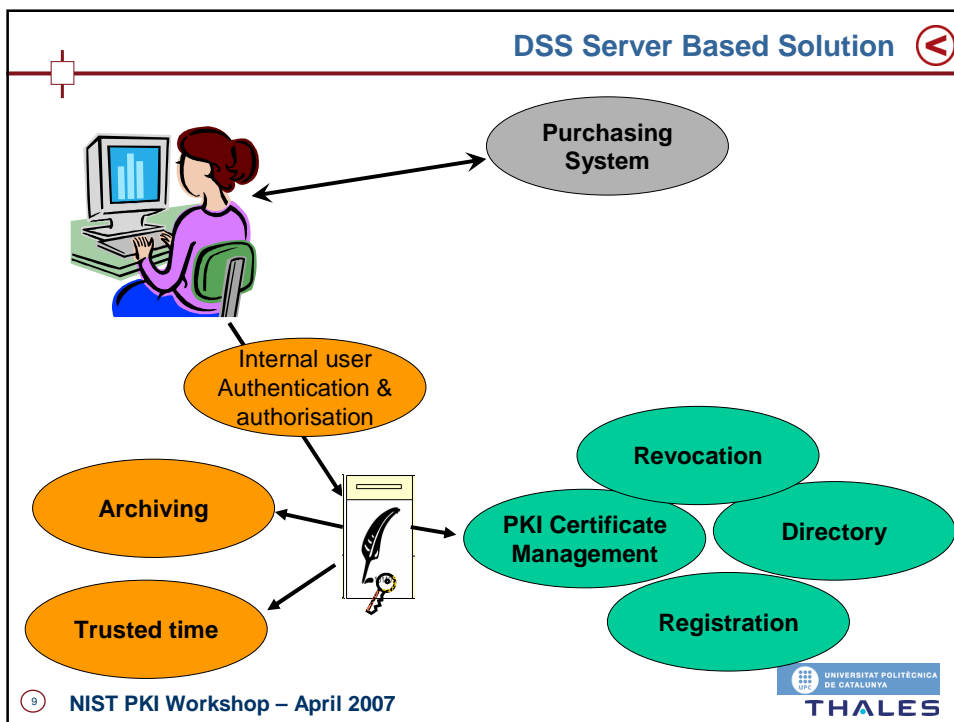 DSS Server Based Solution
Purchasing
System
Internal user
Authentication &
authorisation
Revocation
Archiving
PKI Certificate
Management
Directory
Trusted time
Registration
9
NIST PKI Workshop – April 2007
UPC
UNIVERSITAT POLITÈCNICA
DE CATALUNYA
THALES